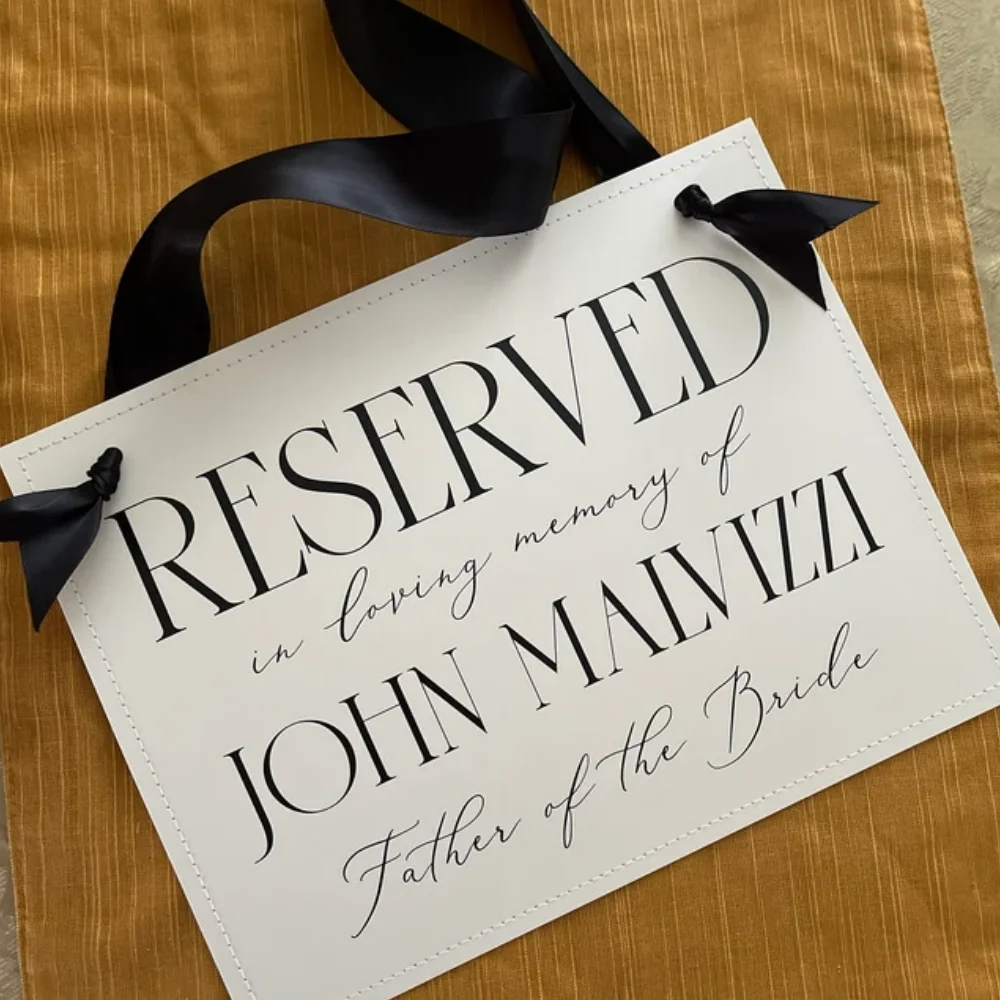 RESERVED
in loving memory of
JOHN MALVIZZI
Father of the Bride